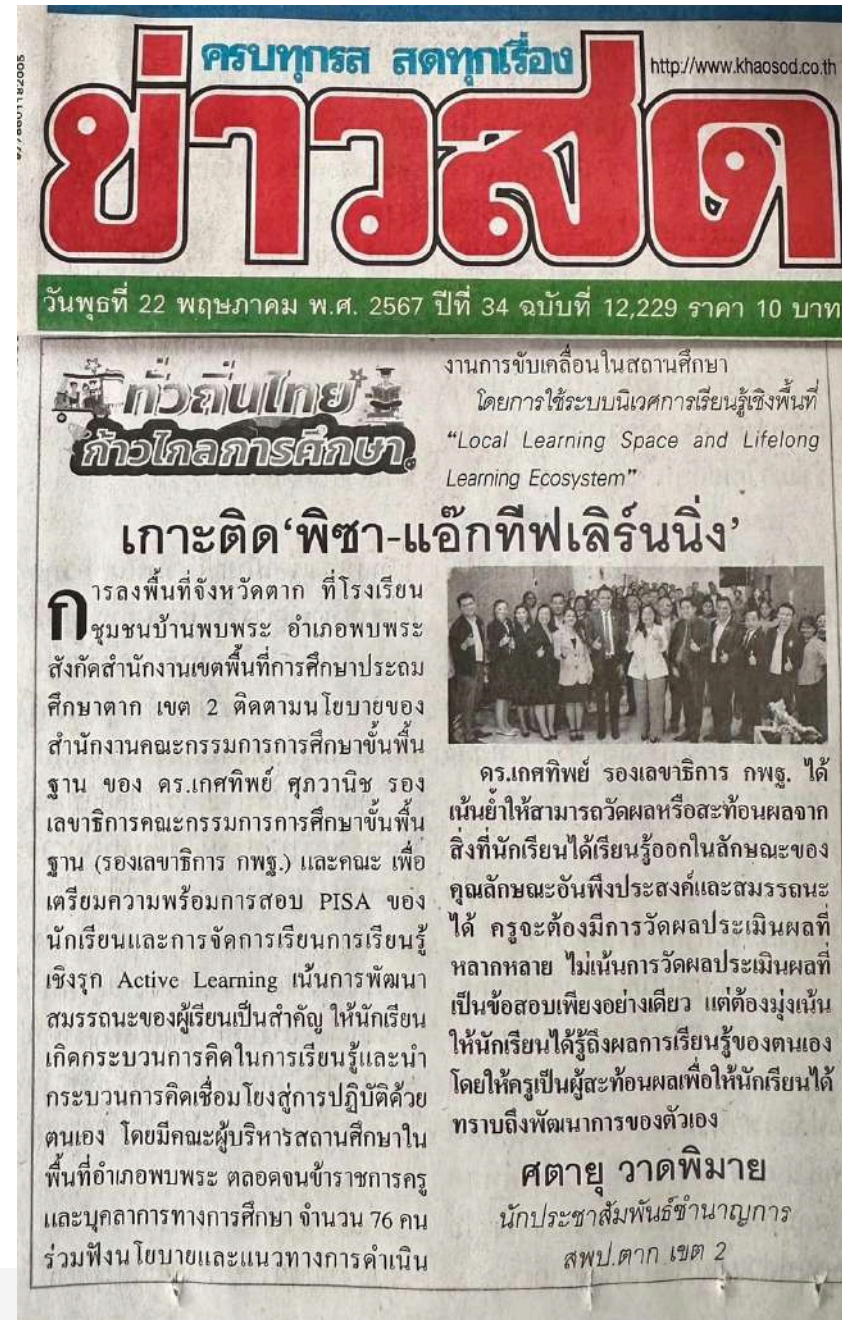 ครบทุกรส สดทุกเรื่อง
http://www.khaosod.co.th
ข่าวสด
วันพุธที่ 22 พฤษภาคม พ.ศ. 2567 ปีที่ 34 ฉบับที่ 12,229 ราคา 10 บาท
ทั่วถิ่นไทย
ก้าวไกลการศึกษา
เกาะติด‘พิซา-แอ๊กทีฟเลิร์นนิ่ง’
การลงพื้นที่จังหวัดตาก ที่โรงเรียน
ชุมชนบ้านพบพระ อำเภอพบพระ
สังกัดสำนักงานเขตพื้นที่การศึกษาประถม
ศึกษาตาก เขต 2 ติดตามนโยบายของ
สำนักงานคณะกรรมการการศึกษาขั้นพื้น
ฐาน ของ ดร.เกศทิพย์ ศุภวานิช รอง
เลขาธิการคณะกรรมการการศึกษาขั้นพื้น
ฐาน (รองเลขาธิการ กพฐ.) และคณะ เพื่อ
เตรียมความพร้อมการสอบ PISA ของ
นักเรียนและการจัดการเรียนการเรียนรู้
เชิงรุก Active Learning เน้นการพัฒนา
สมรรถนะของผู้เรียนเป็นสำคัญ ให้นักเรียน
เกิดกระบวนการคิดในการเรียนรู้และนำ
กระบวนการคิดเชื่อมโยงสู่การปฏิบัติด้วย
ตนเอง โดยมีคณะผู้บริหารสถานศึกษาใน
พื้นที่อำเภอพบพระ ตลอดจนข้าราชการครู
และบุคลาการทางการศึกษา จำนวน 76 คน
ร่วมฟังนโยบายและแนวทางการดำเนิน
งานการขับเคลื่อนในสถานศึกษา
โดยการใช้ระบบนิเวศการเรียนรู้เชิงพื้นที่
“Local Learning Space and Lifelong
Learning Ecosystem”
ดร.เกศทิพย์ รองเลขาธิการ กพฐ. ได้
เน้นย้ำให้สามารถวัดผลหรือสะท้อนผลจาก
สิ่งที่นักเรียนได้เรียนรู้ออกในลักษณะของ
คุณลักษณะอันพึงประสงค์และสมรรถนะ
ได้ ครูจะต้องมีการวัดผลประเมินผลที่
หลากหลาย ไม่เน้นการวัดผลประเมินผลที่
เป็นข้อสอบเพียงอย่างเดียว แต่ต้องมุ่งเน้น
ให้นักเรียนได้รู้ถึงผลการเรียนรู้ของตนเอง
โดยให้ครูเป็นผู้สะท้อนผลเพื่อให้นักเรียนได้
ทราบถึงพัฒนาการของตัวเอง
ศตายุ วาดพิมาย
นักประชาสัมพันธ์ชำนาญการ
สพป.ตาก เขต 2